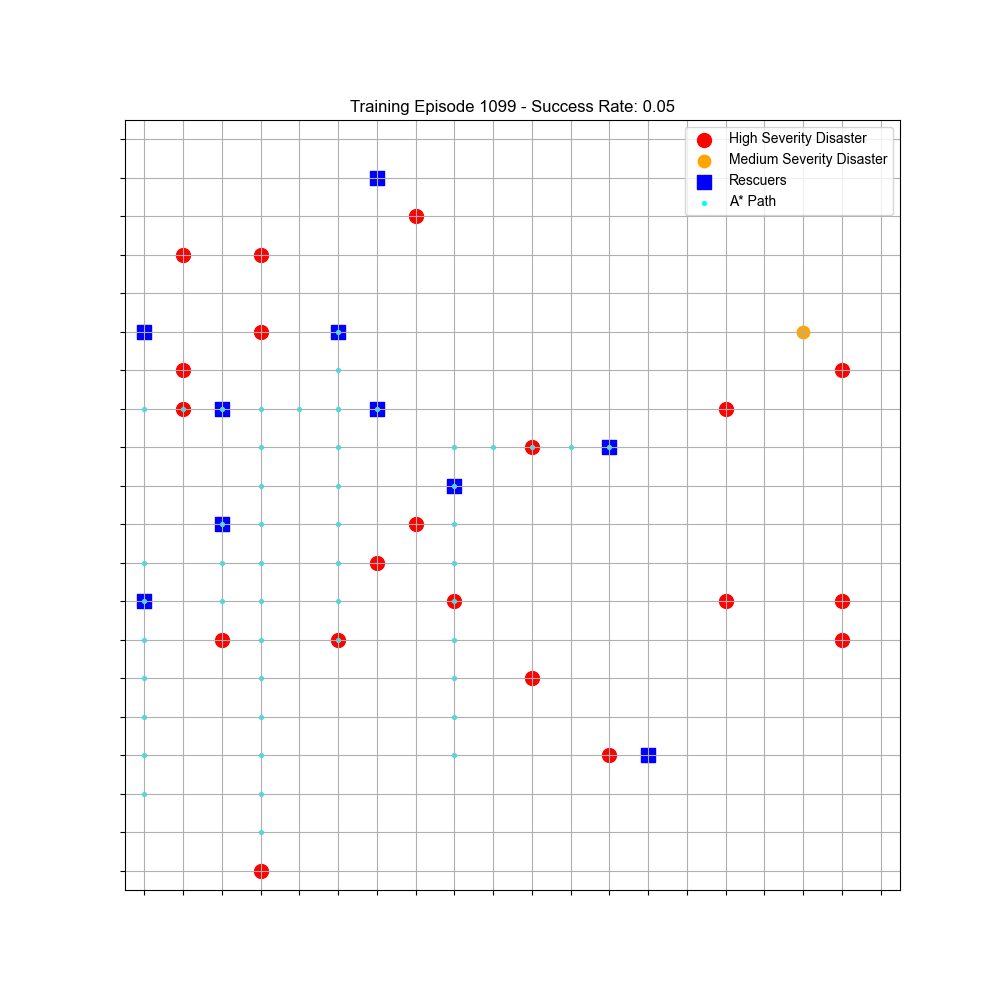 Training Episode 1099 - Success Rate: 0.05
High Severity Disaster
Medium Severity Disaster
Rescuers
A* Path